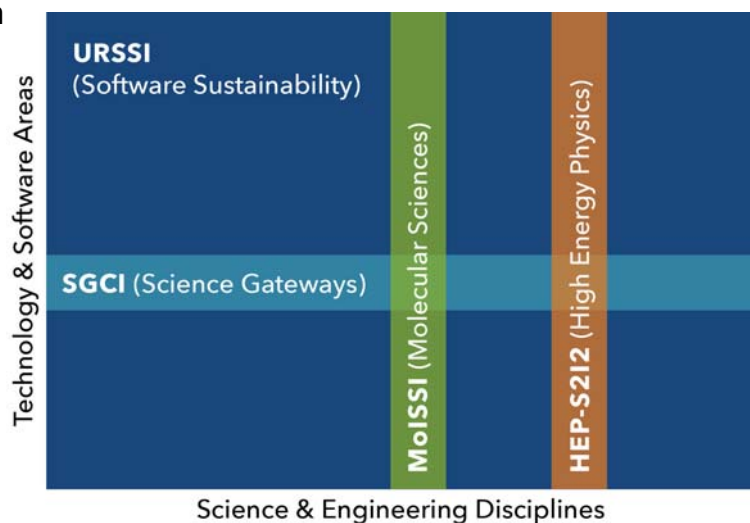 n
URSSI
(Software Sustainability)
SGCI (Science Gateways)
MolSSI (Molecular Sciences)
HEP-S2I2 (High Energy Physics)
Technology & Software Areas
Science & Engineering Disciplines